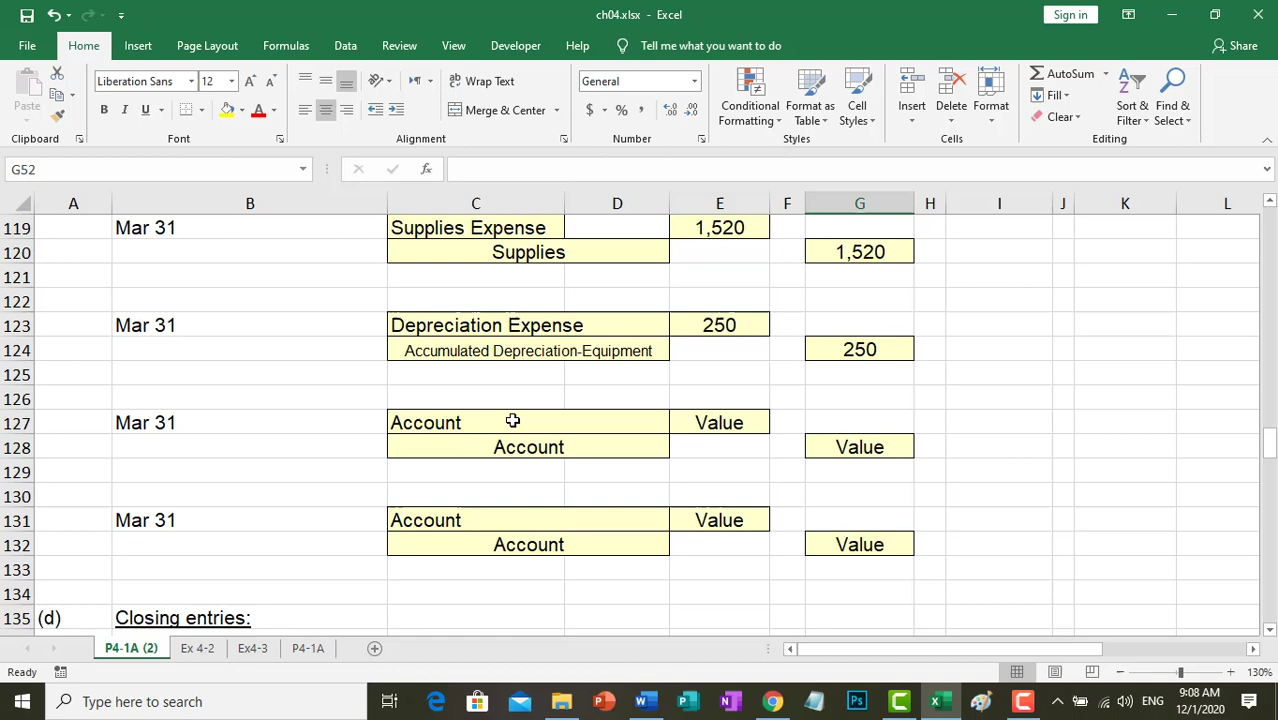 ch04.xlsx - Excel
Sign in
File Home Insert Page Layout Formulas Data Review View Developer Help Tell me what you want to do Share
Paste
Liberation Sans 12
B I U A
Wrap Text
Merge & Center
General
$ % ,
Conditional Formatting
Format as Table
Cell Styles
Insert Delete Format
AutoSum
Fill
Clear
Sort & Filter
Find & Select
Clipboard Font Alignment Number Styles Cells Editing
G52 fx
A B C D E F G H I J K L
119 Mar 31 Supplies Expense 1,520
120 Supplies 1,520
121
122
123 Mar 31 Depreciation Expense 250
124 Accumulated Depreciation-Equipment 250
125
126
127 Mar 31 Account Value
128 Account Value
129
130
131 Mar 31 Account Value
132 Account Value
133
134
135 (d) Closing entries:
P4-1A (2) Ex 4-2 Ex4-3 P4-1A
Ready 130%
Type here to search
ENG
9:08 AM
12/1/2020